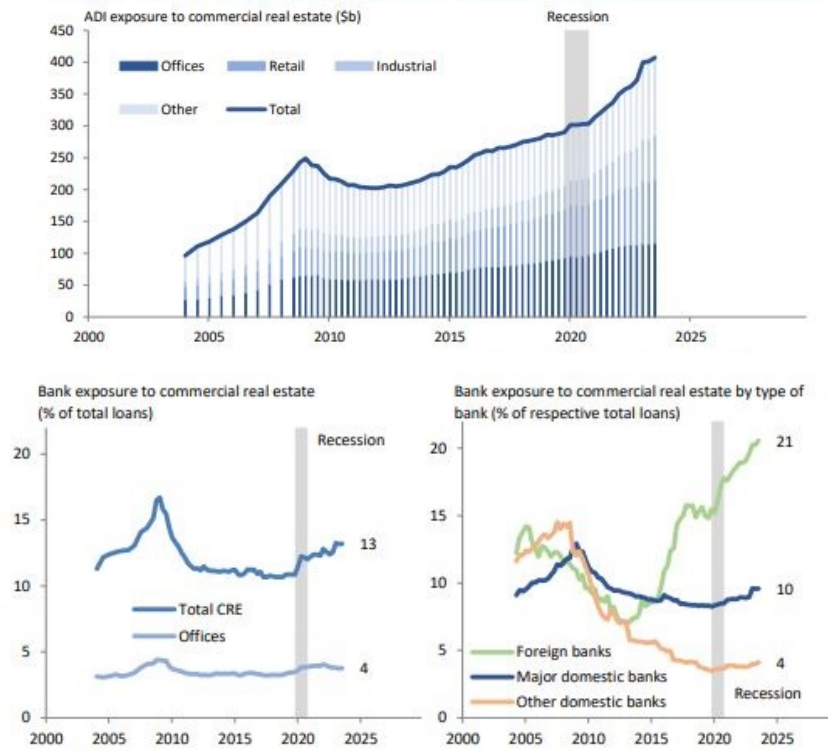 ADI exposure to commercial real estate ($b)
Recession
450
400
350
300
250
200
150
100
50
0
Offices
Retail
Industrial
Other
Total
2000
2005
2010
2015
2020
2025
Bank exposure to commercial real estate
(% of total loans)
Recession
20
15
10
5
0
13
Total CRE
Offices
4
2000
2005
2010
2015
2020
2025
Bank exposure to commercial real estate by type of
bank (% of respective total loans)
20
15
10
5
0
21
10
Foreign banks
Major domestic banks
Other domestic banks
4
Recession
2000
2005
2010
2015
2020
2025